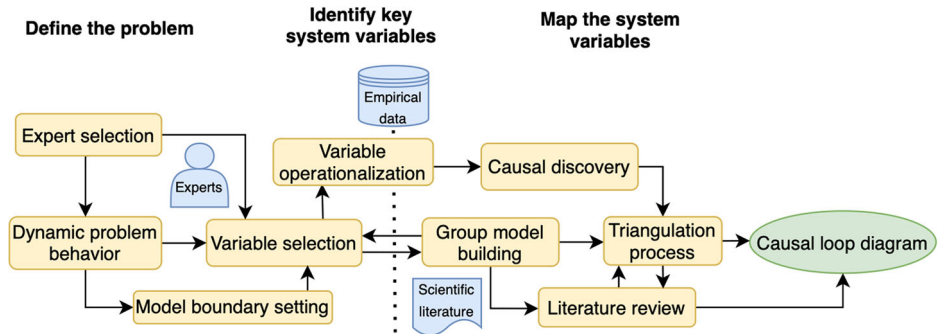 Define the problem
Identify key
system variables
Map the system
variables
Empirical
data
Expert selection
Experts
Variable
operationalization
Causal discovery
Dynamic problem
behavior
Variable selection
Group model
building
Triangulation
process
Causal loop diagram
Model boundary setting
Scientific
literature
Literature review